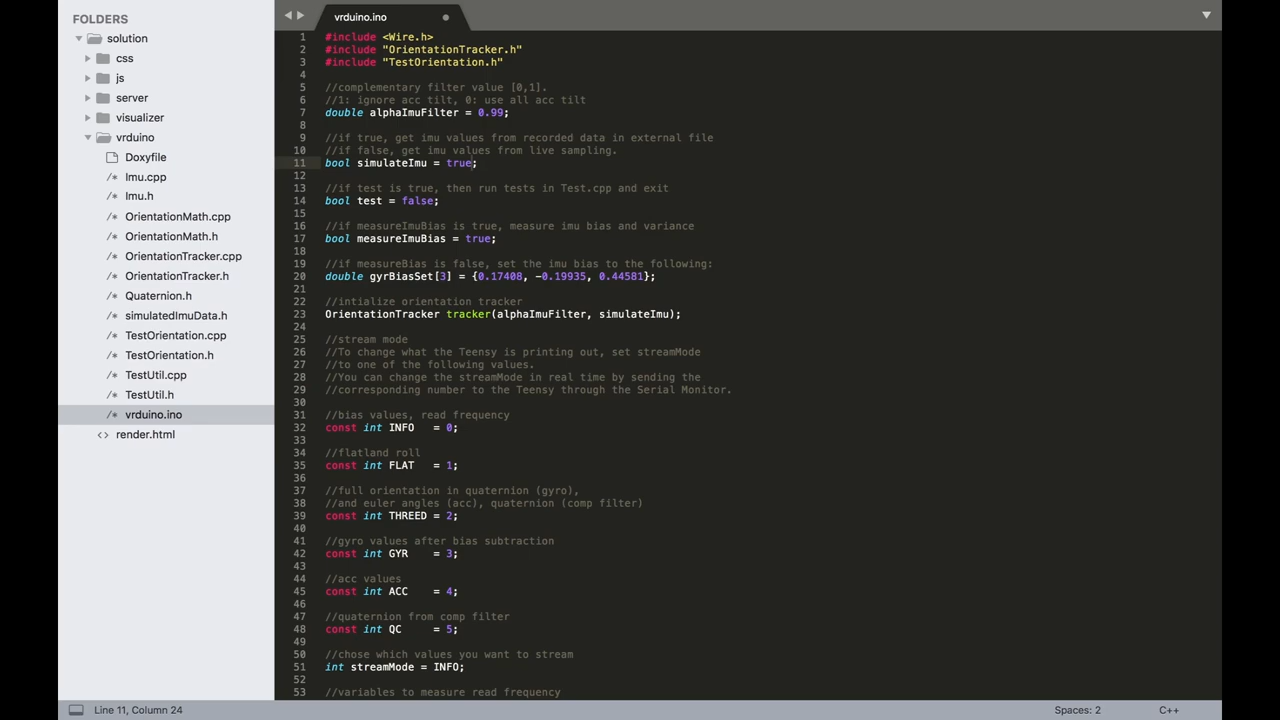 FOLDERS
solution
css
js
server
visualizer
vrduino
/* Doxyfile
/* Imu.cpp
/* Imu.h
/* OrientationMath.cpp
/* OrientationMath.h
/* OrientationTracker.cpp
/* OrientationTracker.h
/* Quaternion.h
/* simulatedImuData.h
/* TestOrientation.cpp
/* TestOrientation.h
/* TestUtil.cpp
/* TestUtil.h
/* vrduino.ino
<> render.html
vrduino.ino
1 #include <Wire.h>
2 #include "OrientationTracker.h"
3 #include "TestOrientation.h"
4
5 //complementary filter value [0,1].
6 //1: ignore acc tilt, 0: use all acc tilt
7 double alphaImuFilter = 0.99;
8
9 //if true, get imu values from recorded data in external file
10 //if false, get imu values from live sampling.
11 bool simulateImu = true;
12
13 //if test is true, then run tests in Test.cpp and exit
14 bool test = false;
15
16 //if measureImuBias is true, measure imu bias and variance
17 bool measureImuBias = true;
18
19 //if measureBias is false, set the imu bias to the following:
20 double gyrBiasSet[3] = {0.17408, -0.19935, 0.44581};
21
22 //intialize orientation tracker
23 OrientationTracker tracker(alphaImuFilter, simulateImu);
24
25 //stream mode
26 //To change what the Teensy is printing out, set streamMode
27 //to one of the following values.
28 //You can change the streamMode in real time by sending the
29 //corresponding number to the Teensy through the Serial Monitor.
30
31 //bias values, read frequency
32 const int INFO   = 0;
33
34 //flatland roll
35 const int FLAT   = 1;
36
37 //full orientation in quaternion (gyro),
38 //and euler angles (acc), quaternion (comp filter)
39 const int THREED = 2;
40
41 //gyro values after bias subtraction
42 const int GYR    = 3;
43
44 //acc values
45 const int ACC    = 4;
46
47 //quaternion from comp filter
48 const int QC     = 5;
49
50 //chose which values you want to stream
51 int streamMode = INFO;
52
53 //variables to measure read frequency
Line 11, Column 24
Spaces: 2
C++